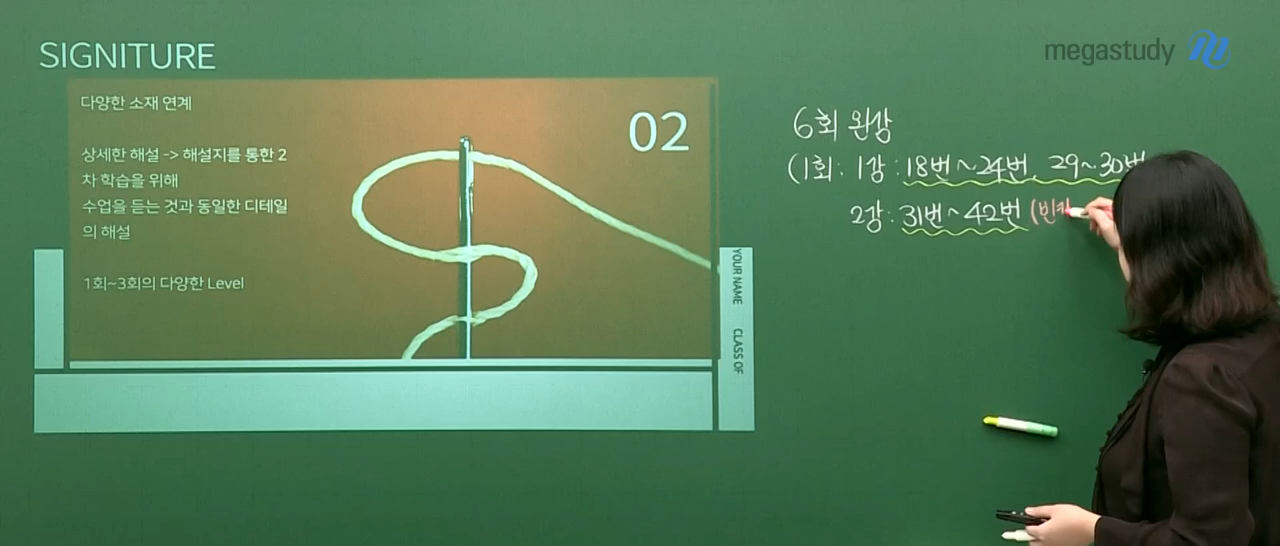 SIGNITURE
megastudy
다양한 소재 연계
02
상세한 해설 -> 해설지를 통한 2
차 학습을 위해
수업을 듣는 것과 동일한 디테일
의 해설
1회~3회의 다양한 Level
YOUR NAME CLASS OF
6회 완강
(1회: 1강: 18번~24번, 29~30번
2강: 31번~42번 (빈카